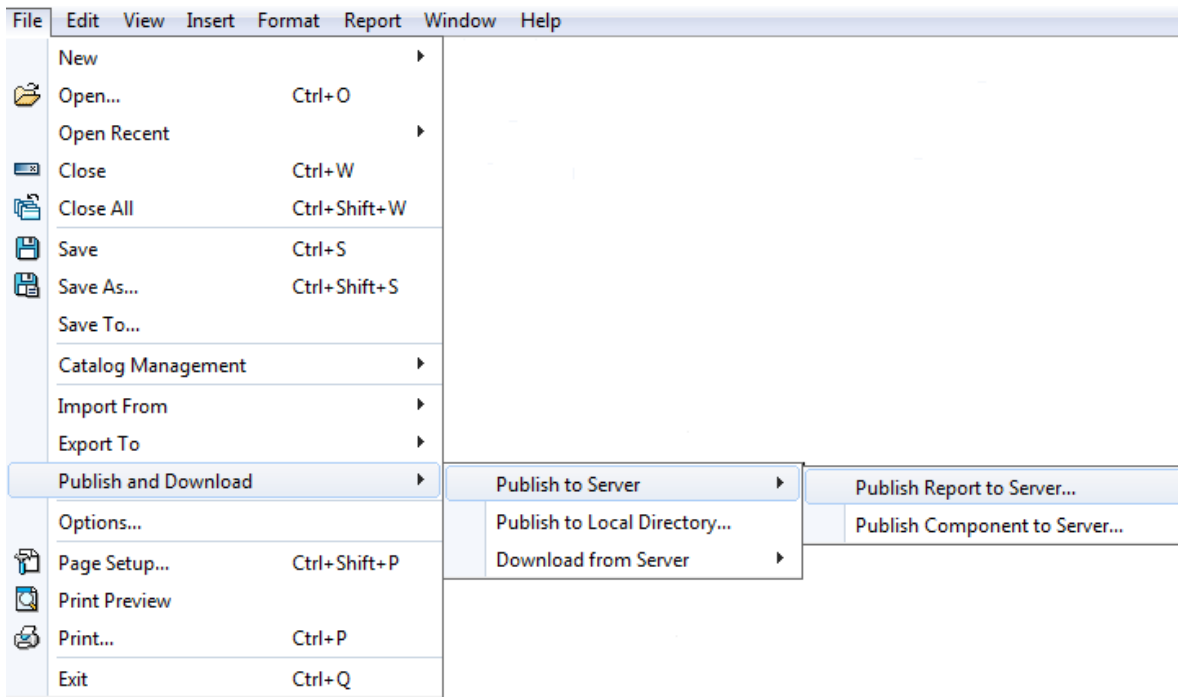 File Edit View Insert Format Report Window Help
New
Open... Ctrl+O
Open Recent
Close Ctrl+W
Close All Ctrl+Shift+W
Save Ctrl+S
Save As... Ctrl+Shift+S
Save To...
Catalog Management
Import From
Export To
Publish and Download
Options...
Page Setup... Ctrl+Shift+P
Print Preview
Print... Ctrl+P
Exit Ctrl+Q
Publish to Server
Publish to Local Directory...
Download from Server
Publish Report to Server...
Publish Component to Server...